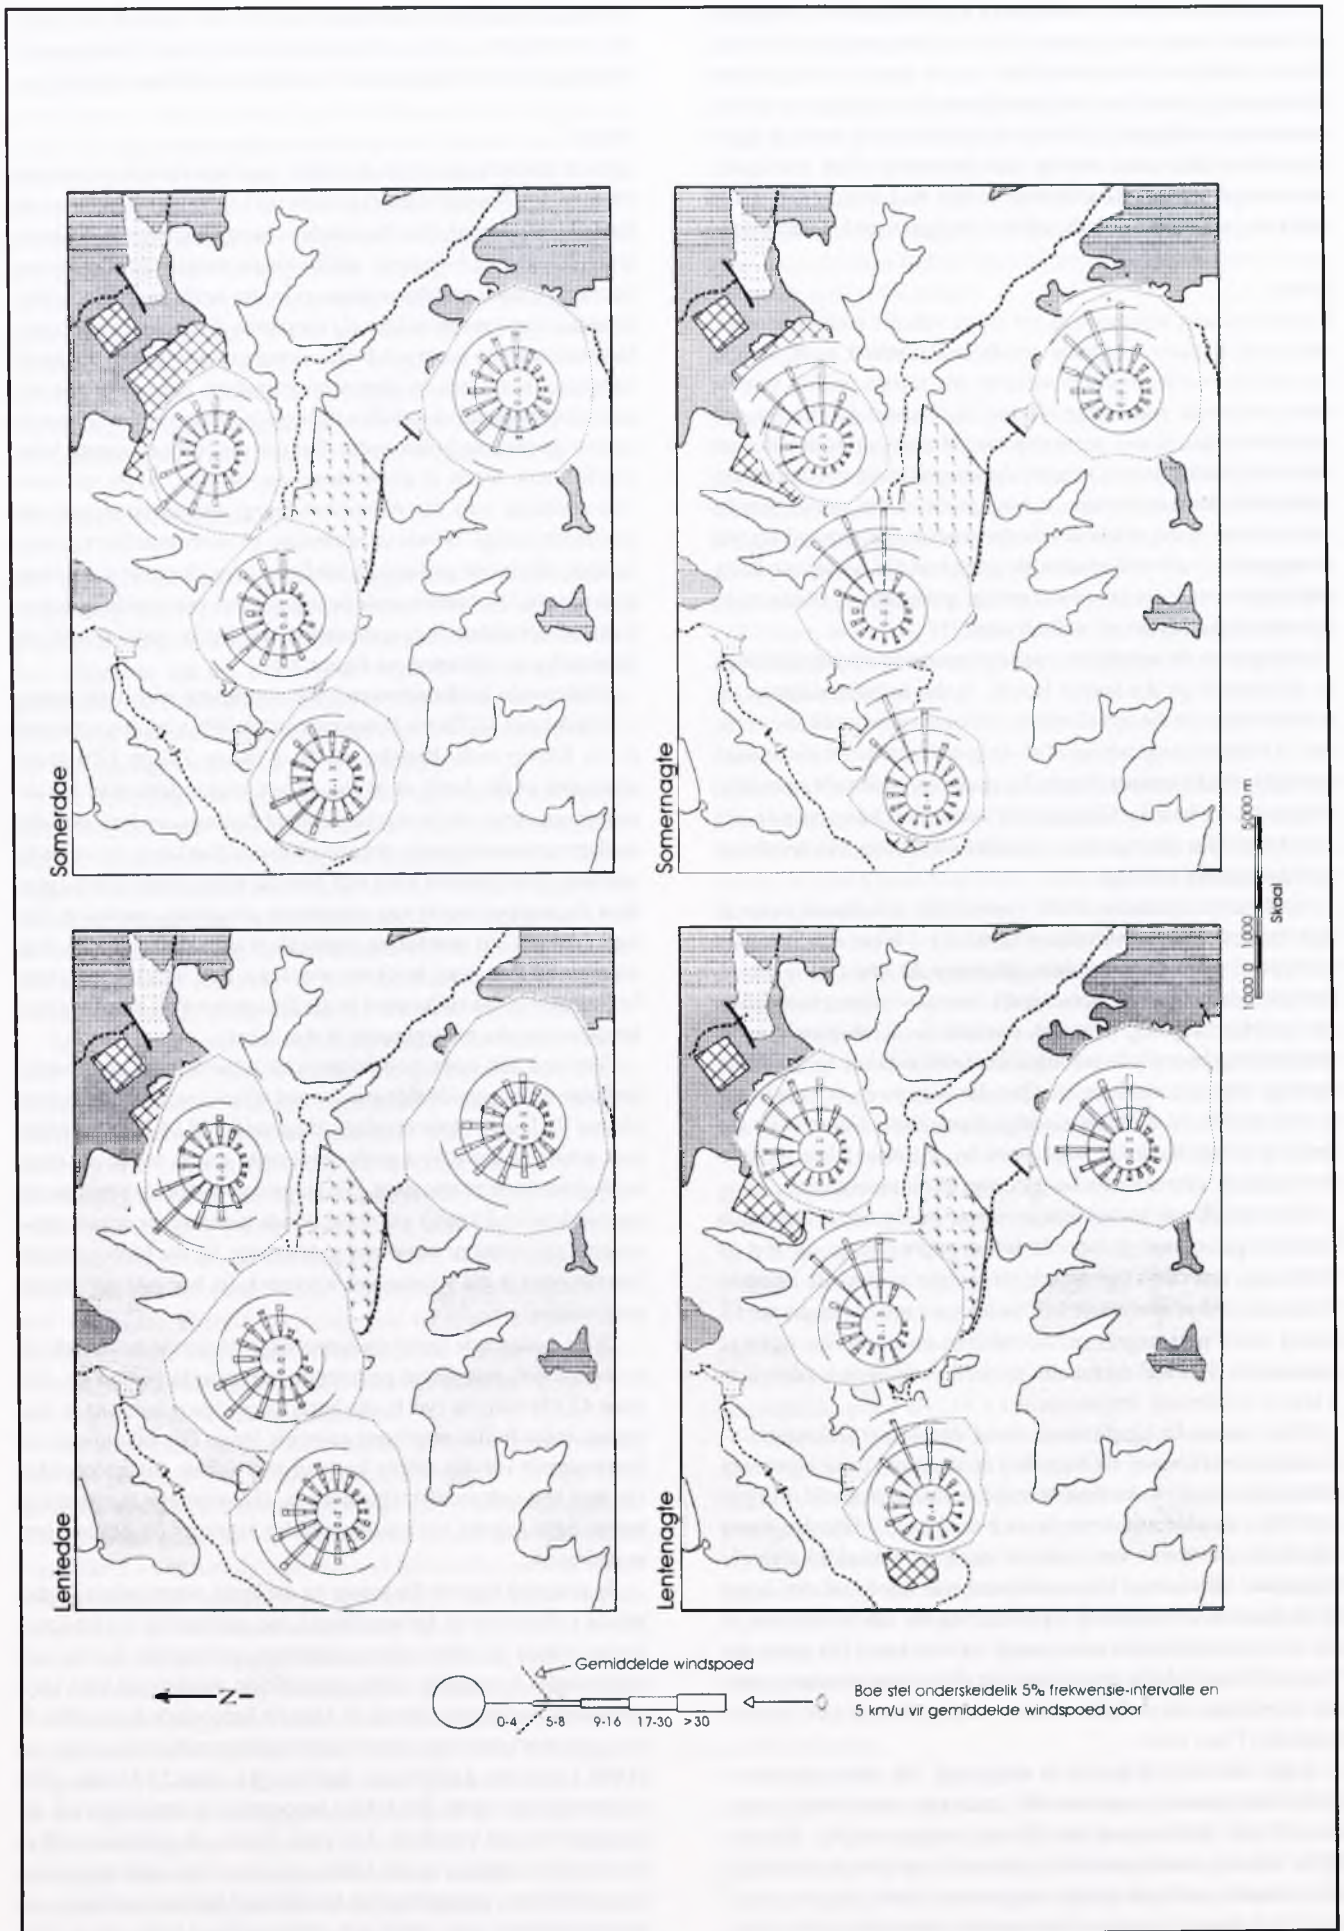 Lentedae
Somerdae
Lentenagte
Somernagte
N
Gemiddelde windspoed
0-4 5-8 9-16 17-30 >30
Boe stel onderskeidelik 5% frekwensie-intervalle en
5 km/u vir gemiddelde windspoed voor
1000 0 1000 5000 m
Skaal